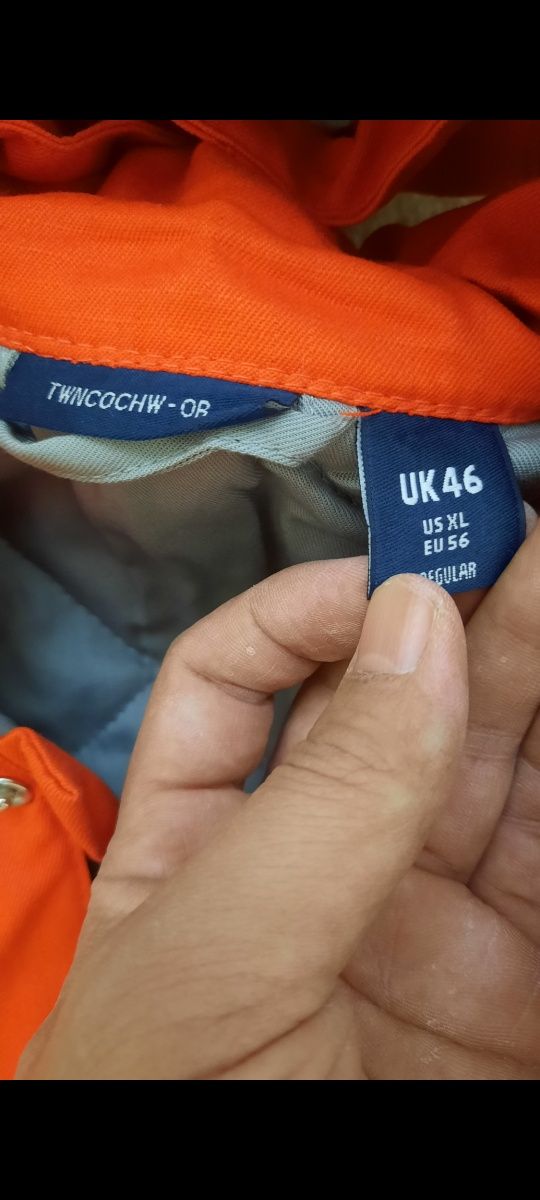 TWNCOCHW-OR
UK 46
US XL
EU 56
REGULAR